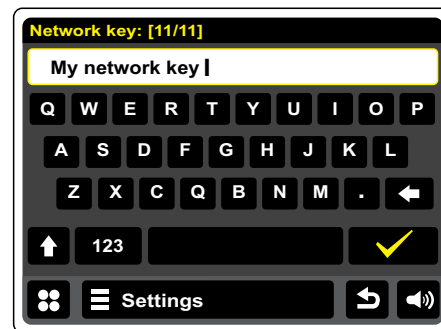 Network key: [11/11]
My network key
Q W E R T Y U I O P
A S D F G H J K L
Z X C Q B N M .
123
Settings